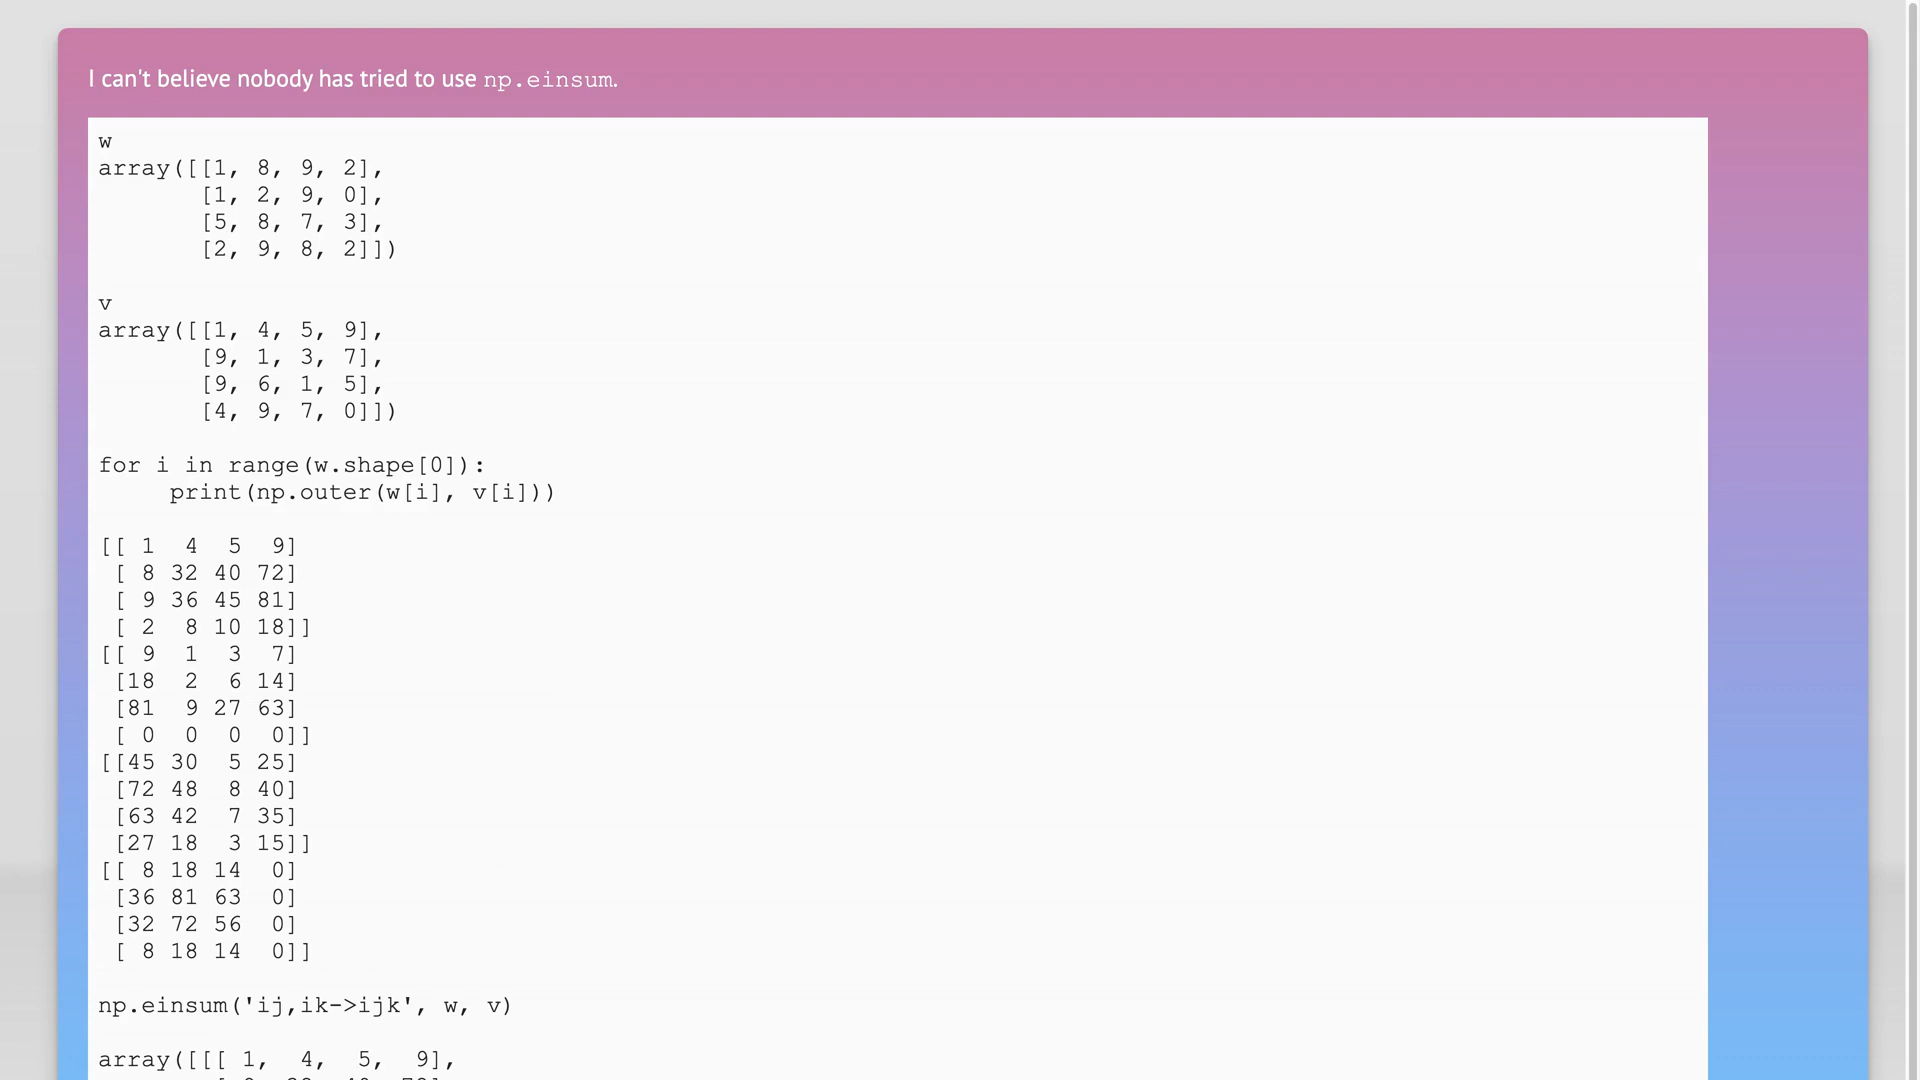 I can't believe nobody has tried to use np.einsum.
w
array([[1, 8, 9, 2],
       [1, 2, 9, 0],
       [5, 8, 7, 3],
       [2, 9, 8, 2]])

v
array([[1, 4, 5, 9],
       [9, 1, 3, 7],
       [9, 6, 1, 5],
       [4, 9, 7, 0]])

for i in range(w.shape[0]):
     print(np.outer(w[i], v[i]))

[[ 1  4  5  9]
 [ 8 32 40 72]
 [ 9 36 45 81]
 [ 2  8 10 18]]
[[ 9  1  3  7]
 [18  2  6 14]
 [81  9 27 63]
 [ 0  0  0  0]]
[[45 30  5 25]
 [72 48  8 40]
 [63 42  7 35]
 [27 18  3 15]]
[[ 8 18 14  0]
 [36 81 63  0]
 [32 72 56  0]
 [ 8 18 14  0]]

np.einsum('ij,ik->ijk', w, v)

array([[[ 1,  4,  5,  9],